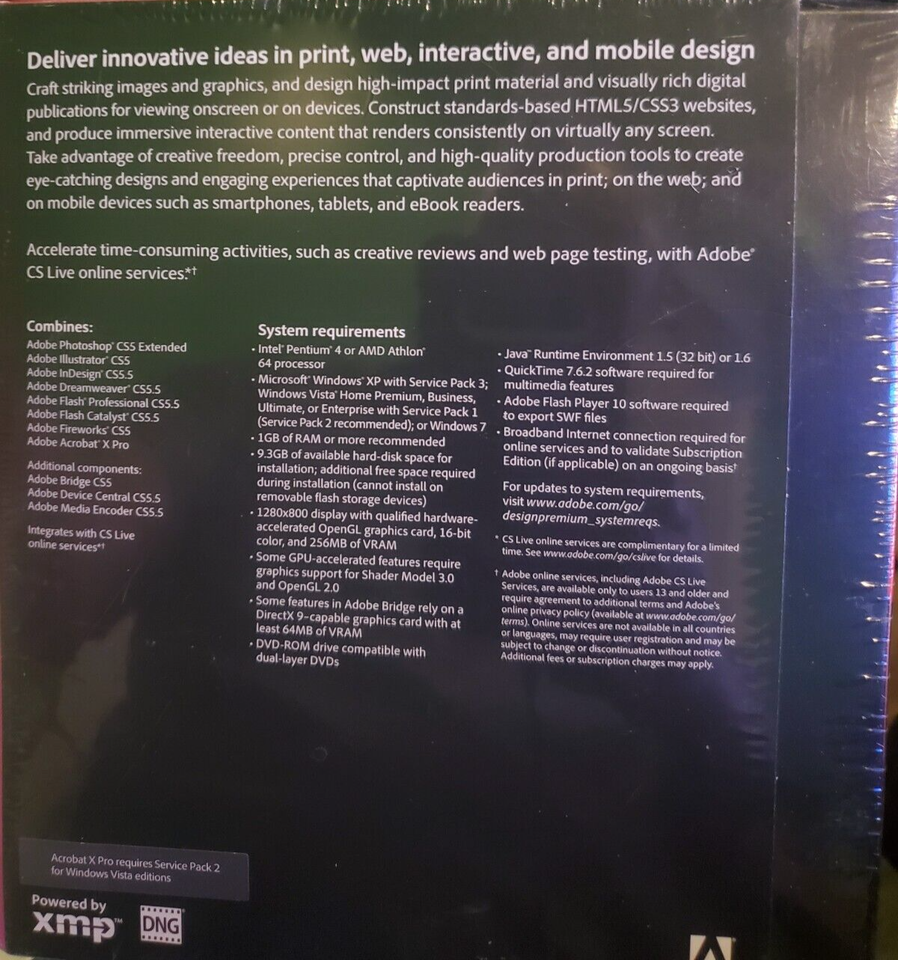 Deliver innovative ideas in print, web, interactive, and mobile design
Craft striking images and graphics, and design high-impact print material and visually rich digital
publications for viewing onscreen or on devices. Construct standards-based HTML5/CSS3 websites,
and produce immersive interactive content that renders consistently on virtually any screen.
Take advantage of creative freedom, precise control, and high-quality production tools to create
eye-catching designs and engaging experiences that captivate audiences in print; on the web; and
on mobile devices such as smartphones, tablets, and eBook readers.
Accelerate time-consuming activities, such as creative reviews and web page testing, with Adobe®
CS Live online services.*†
Combines:
Adobe Photoshop® CS5 Extended
Adobe Illustrator® CS5
Adobe InDesign® CS5.5
Adobe Dreamweaver® CS5.5
Adobe Flash® Professional CS5.5
Adobe Flash Catalyst® CS5.5
Adobe Fireworks® CS5
Adobe Acrobat® X Pro
Additional components:
Adobe Bridge CS5
Adobe Device Central CS5.5
Adobe Media Encoder CS5.5
Integrates with CS Live
online services*†
System requirements
• Intel® Pentium® 4 or AMD Athlon®
64 processor
• Microsoft® Windows® XP with Service Pack 3;
Windows Vista® Home Premium, Business,
Ultimate, or Enterprise with Service Pack 1
(Service Pack 2 recommended); or Windows 7
• 1GB of RAM or more recommended
• 9.3GB of available hard-disk space for
installation; additional free space required
during installation (cannot install on
removable flash storage devices)
• 1280x800 display with qualified hardware-
accelerated OpenGL graphics card, 16-bit
color, and 256MB of VRAM
• Some GPU-accelerated features require
graphics support for Shader Model 3.0
and OpenGL 2.0
• Some features in Adobe Bridge rely on a
DirectX 9-capable graphics card with at
least 64MB of VRAM
• DVD-ROM drive compatible with
dual-layer DVDs
• Java™ Runtime Environment 1.5 (32 bit) or 1.6
• QuickTime 7.6.2 software required for
multimedia features
• Adobe Flash Player 10 software required
to export SWF files
• Broadband Internet connection required for
online services and to validate Subscription
Edition (if applicable) on an ongoing basis†
For updates to system requirements,
visit www.adobe.com/go/
designpremium_systemreqs.
* CS Live online services are complimentary for a limited
time. See www.adobe.com/go/cslive for details.
† Adobe online services, including Adobe CS Live
Services, are available only to users 13 and older and
require agreement to additional terms and Adobe's
online privacy policy (available at www.adobe.com/go/
terms). Online services are not available in all countries
or languages, may require user registration and may be
subject to change or discontinuation without notice.
Additional fees or subscription charges may apply.
Acrobat X Pro requires Service Pack 2
for Windows Vista editions
Powered by
xmp™
DNG